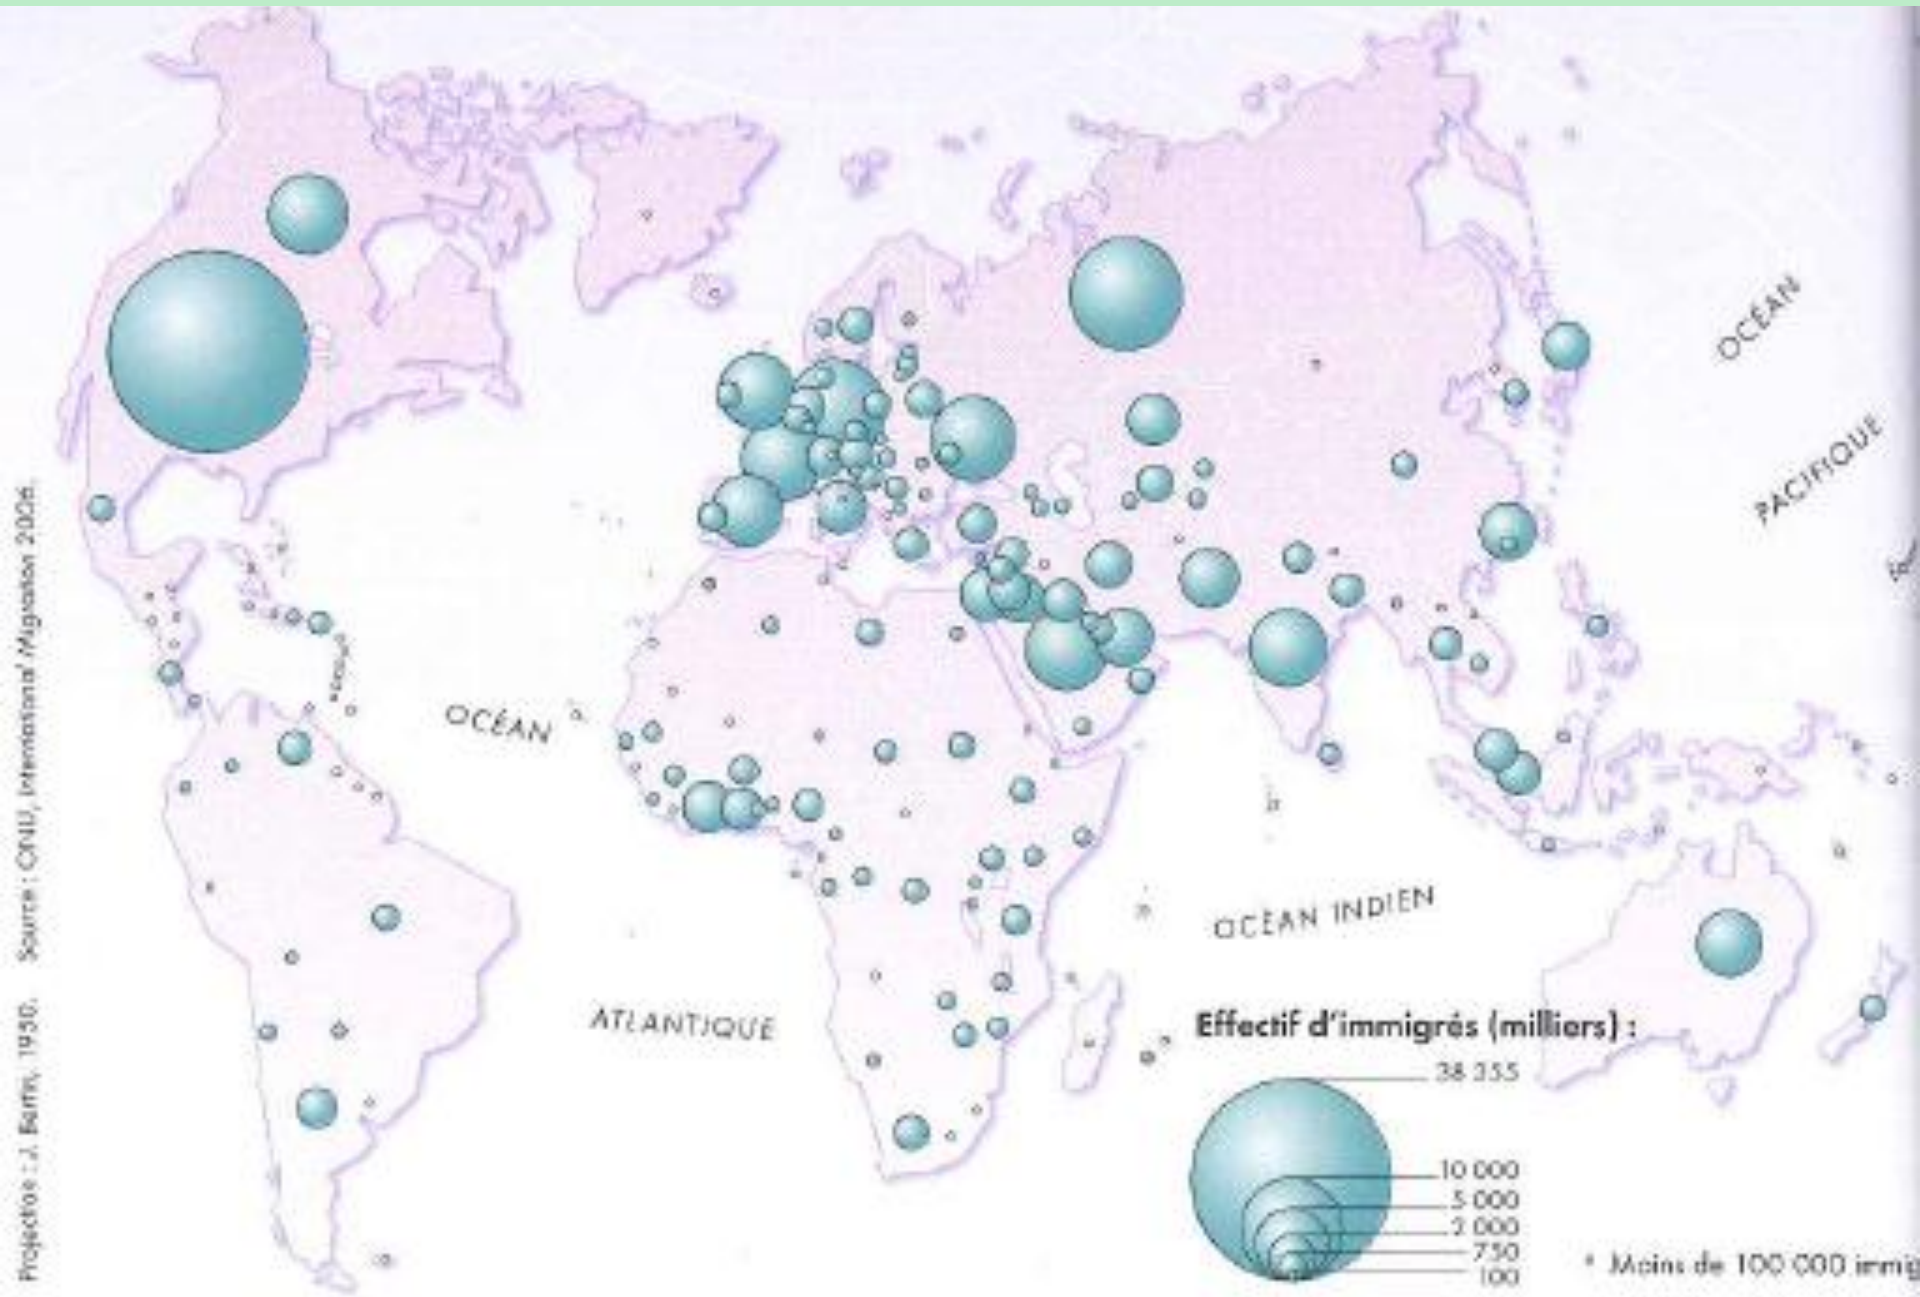 OCÉAN
PACIFIQUE
OCÉAN
ATLANTIQUE
OCÉAN INDIEN
Effectif d'immigrés (milliers) :
38 355
10 000
5 000
2 000
750
100
° Moins de 100 000 immig
Projection : J. Bertin, 1950. Source : ONU, International Migration 2006.